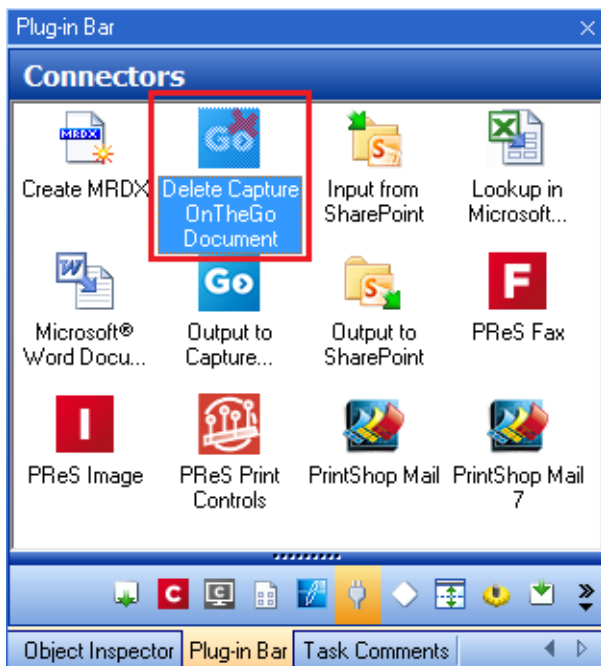 Plug-in Bar
Connectors
MRDX
Go
S
Create MRDX
Delete Capture
OnTheGo
Document
Input from
SharePoint
Lookup in
Microsoft...
W
Go
S
F
Microsoft®
Word Docu...
Output to
Capture...
Output to
SharePoint
PReS Fax
I
PReS Image
PReS Print
Controls
PrintShop Mail
PrintShop Mail
7
C
C
Object Inspector
Plug-in Bar
Task Comments